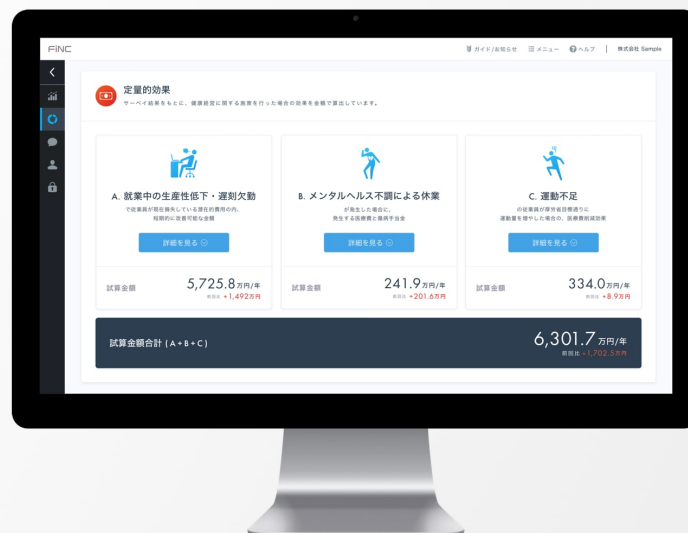 FiNC
ガイド/お知らせ
メニュー
ヘルプ
株式会社 Sample
定量的効果
サーベイ結果をもとに、健康経営に関する施策を行った場合の効果を金額で算出しています。
A. 就業中の生産性低下・遅刻欠勤
で従業員が現在損失している潜在的費用の内、
短期的に改善可能な金額
詳細を見る
試算金額
5,725.8万円/年
前回比 +1,492万円
B. メンタルヘルス不調による休業
が発生した場合に、
発生する医療費と傷病手当金
詳細を見る
試算金額
241.9万円/年
前回比 +201.6万円
C. 運動不足
の従業員が厚労省目標通りに
運動量を増やした場合の、医療費削減効果
詳細を見る
試算金額
334.0万円/年
前回比 +8.9万円
試算金額合計 ( A + B + C )
6,301.7 万円/年
前回比 +1,702.5万円